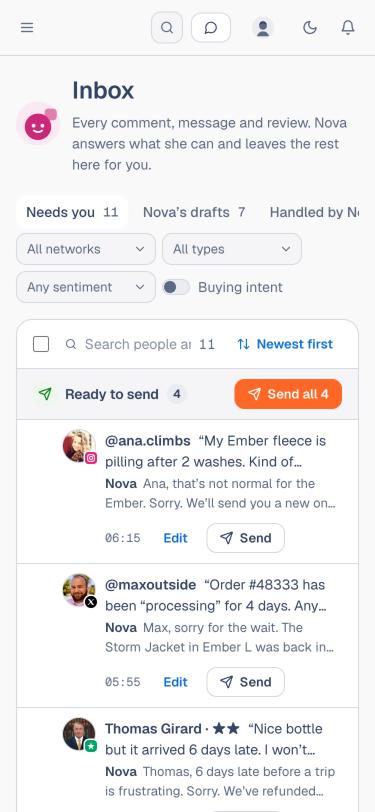 Inbox
Every comment, message and review. Nova
answers what she can and leaves the rest
here for you.
Needs you 11 Nova's drafts 7 Handled by No
All networks All types
Any sentiment Buying intent
Search people an 11 Newest first
Ready to send 4 Send all 4
@ana.climbs “My Ember fleece is
pilling after 2 washes. Kind of…
Nova Ana, that’s not normal for the
Ember. Sorry. We’ll send you a new on…
06:15 Edit Send
@maxoutside “Order #48333 has
been “processing” for 4 days. Any…
Nova Max, sorry for the wait. The
Storm Jacket in Ember L was back in…
05:55 Edit Send
Thomas Girard · ★★ “Nice bottle
but it arrived 6 days late. I won’t…
Nova Thomas, 6 days late before a trip
is frustrating. Sorry. We’ve refunded…